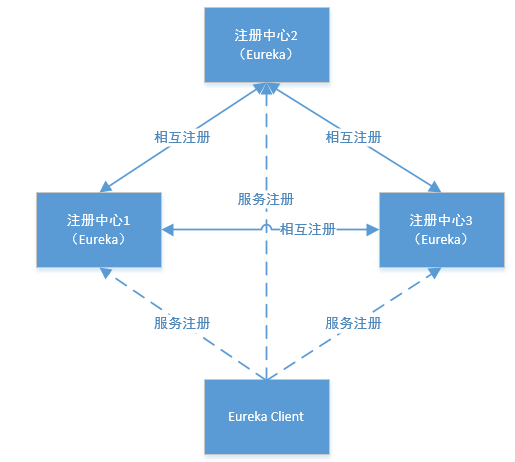 注册中心2
（Eureka）
相互注册
相互注册
服务注册
注册中心1
（Eureka）
相互注册
注册中心3
（Eureka）
服务注册
服务注册
Eureka Client